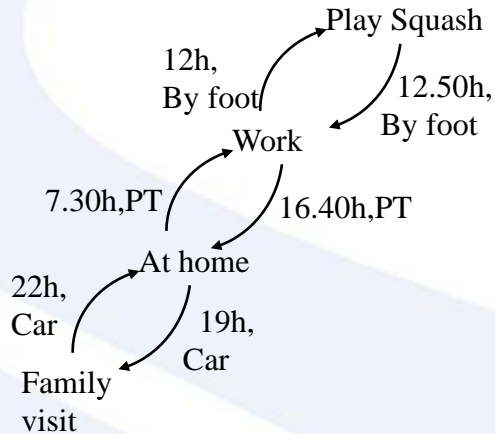 Play Squash
12h,
By foot
12.50h,
By foot
Work
7.30h,PT
16.40h,PT
At home
22h,
Car
19h,
Car
Family
visit